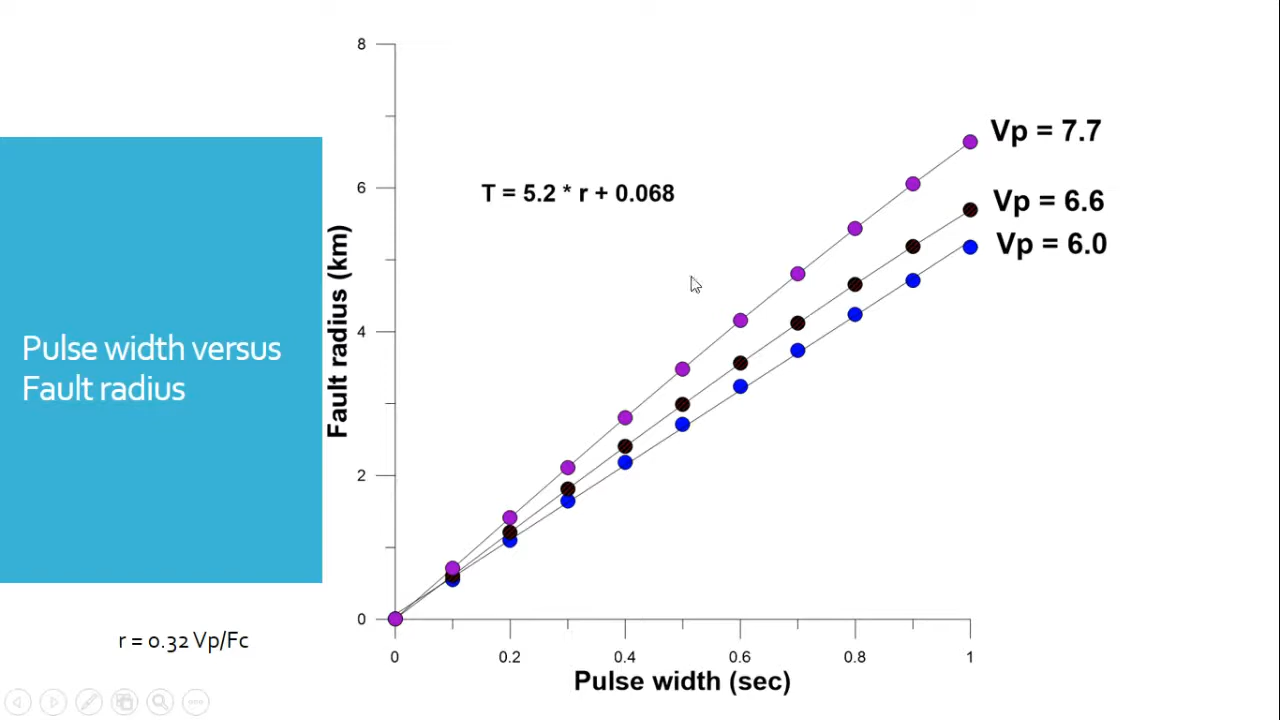 Pulse width versus
Fault radius
r = 0.32 Vp/Fc
T = 5.2 * r + 0.068
Vp = 7.7
Vp = 6.6
Vp = 6.0
Fault radius (km)
8
6
4
2
0
0
0.2
0.4
0.6
0.8
1
Pulse width (sec)